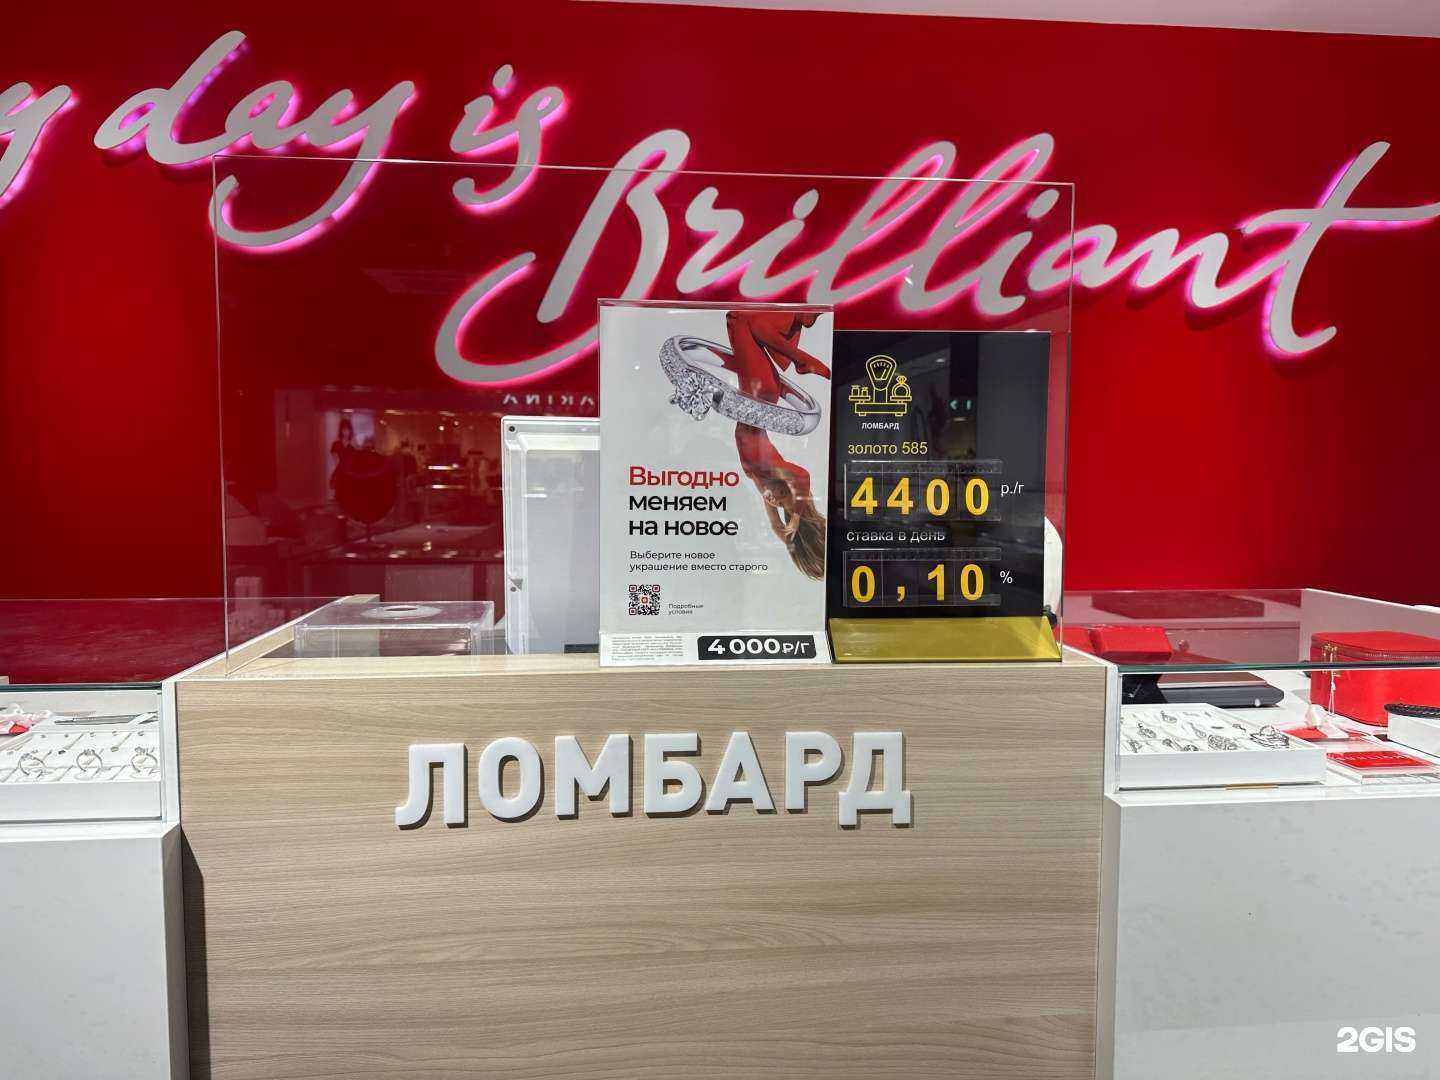 y day is
Brilliant
ЛОМБАРД
золото 585
4400 р./г
ставка в день
0,10 %
Выгодно
меняем
на новое
Выберите новое
украшение вместо старого
Подробные
условия
4 000₽/г
ЛОМБАРД
2GIS